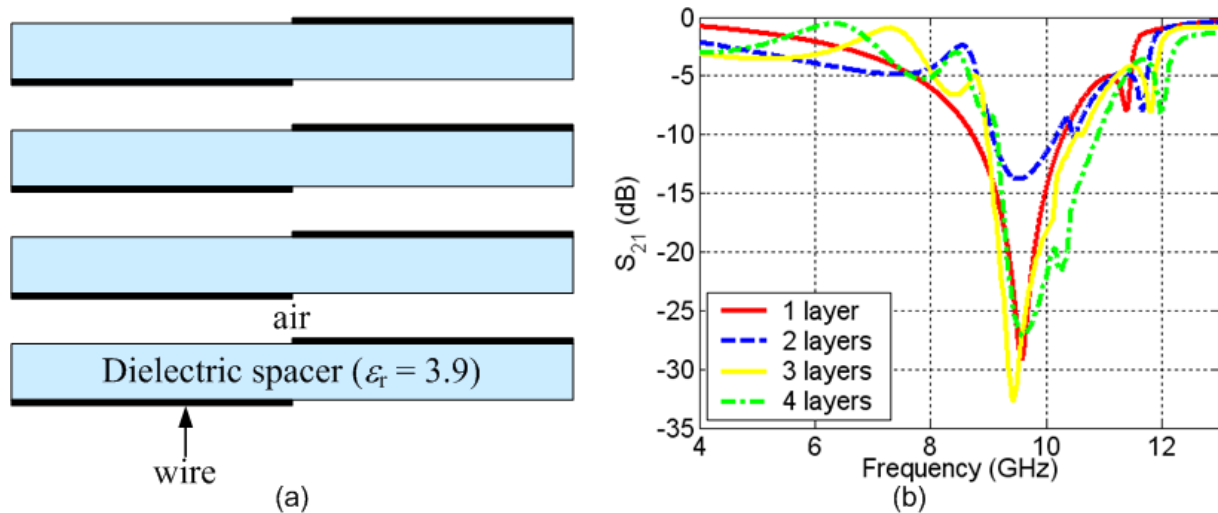 air
Dielectric spacer (εr = 3.9)
wire
(a)
0
-5
-10
-15
-20
-25
-30
-35
S21 (dB)
1 layer
2 layers
3 layers
4 layers
4 6 8 10 12
Frequency (GHz)
(b)